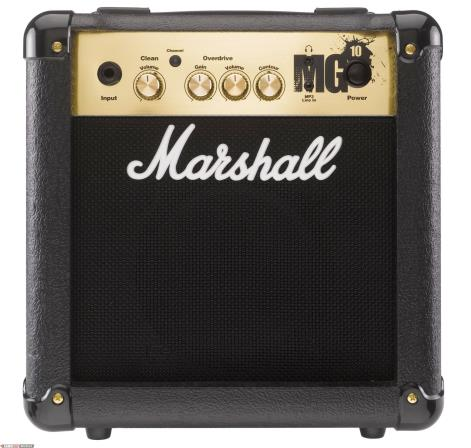 Channel
Clean Overdrive
Volume Gain Volume Contour
MG 10
Input MP3 Power
Line in
Marshall